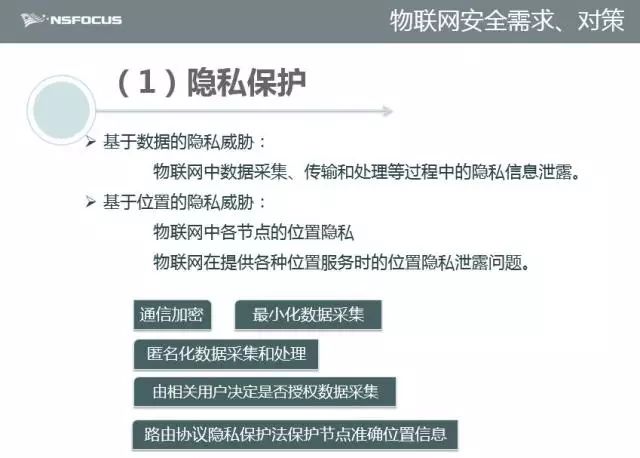 NSFOCUS
物联网安全需求、对策
（1）隐私保护
基于数据的隐私威胁：
物联网中数据采集、传输和处理等过程中的隐私信息泄露。
基于位置的隐私威胁：
物联网中各节点的位置隐私
物联网在提供各种位置服务时的位置隐私泄露问题。
通信加密
最小化数据采集
匿名化数据采集和处理
由相关用户决定是否授权数据采集
路由协议隐私保护法保护节点准确位置信息